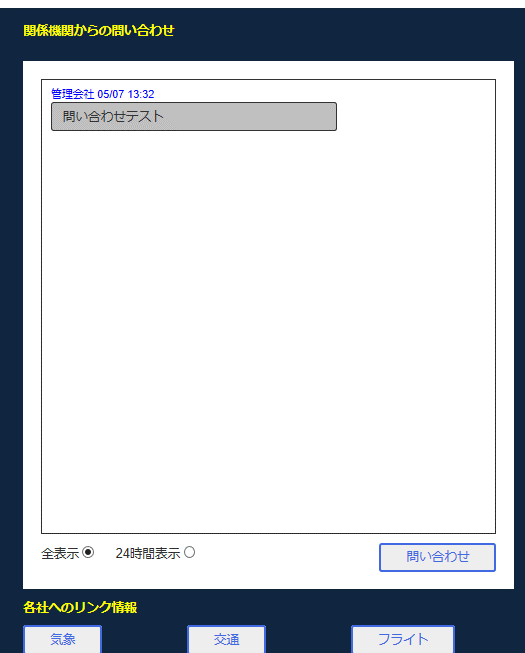 関係機関からの問い合わせ
管理会社 05/07 13:32
問い合わせテスト
全表示 24時間表示
問い合わせ
各社へのリンク情報
気象 交通 フライト